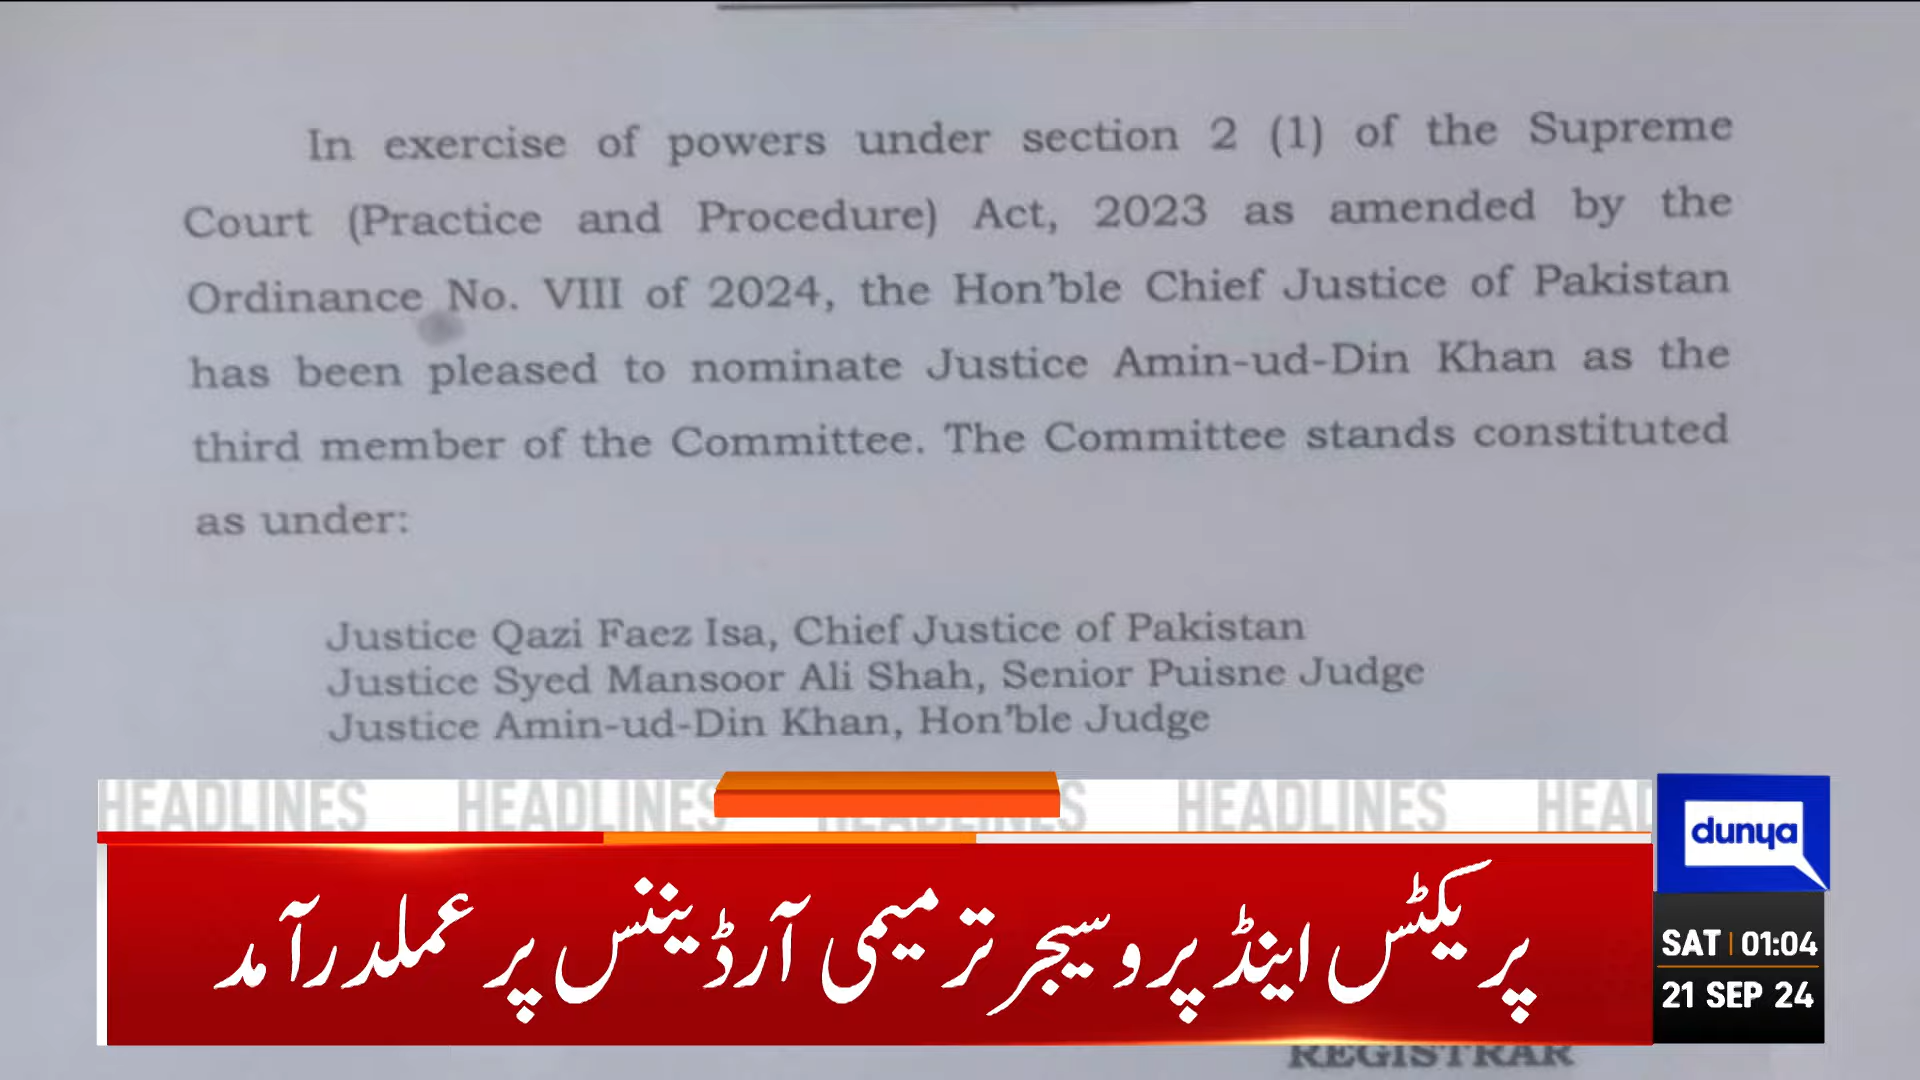 In exercise of powers under section 2 (1) of the Supreme
Court (Practice and Procedure) Act, 2023 as amended by the
Ordinance No. VIII of 2024, the Hon'ble Chief Justice of Pakistan
has been pleased to nominate Justice Amin-ud-Din Khan as the
third member of the Committee. The Committee stands constituted
as under:
Justice Qazi Faez Isa, Chief Justice of Pakistan
Justice Syed Mansoor Ali Shah, Senior Puisne Judge
Justice Amin-ud-Din Khan, Hon'ble Judge
HEADLINES HEADLINES HEADLINES HEADLINES HEAD
dunya
پریکٹس اینڈ پروسیجر ترمیمی آرڈیننس پر عملدرآمد
SAT | 01:04
21 SEP 24
REGISTRAR